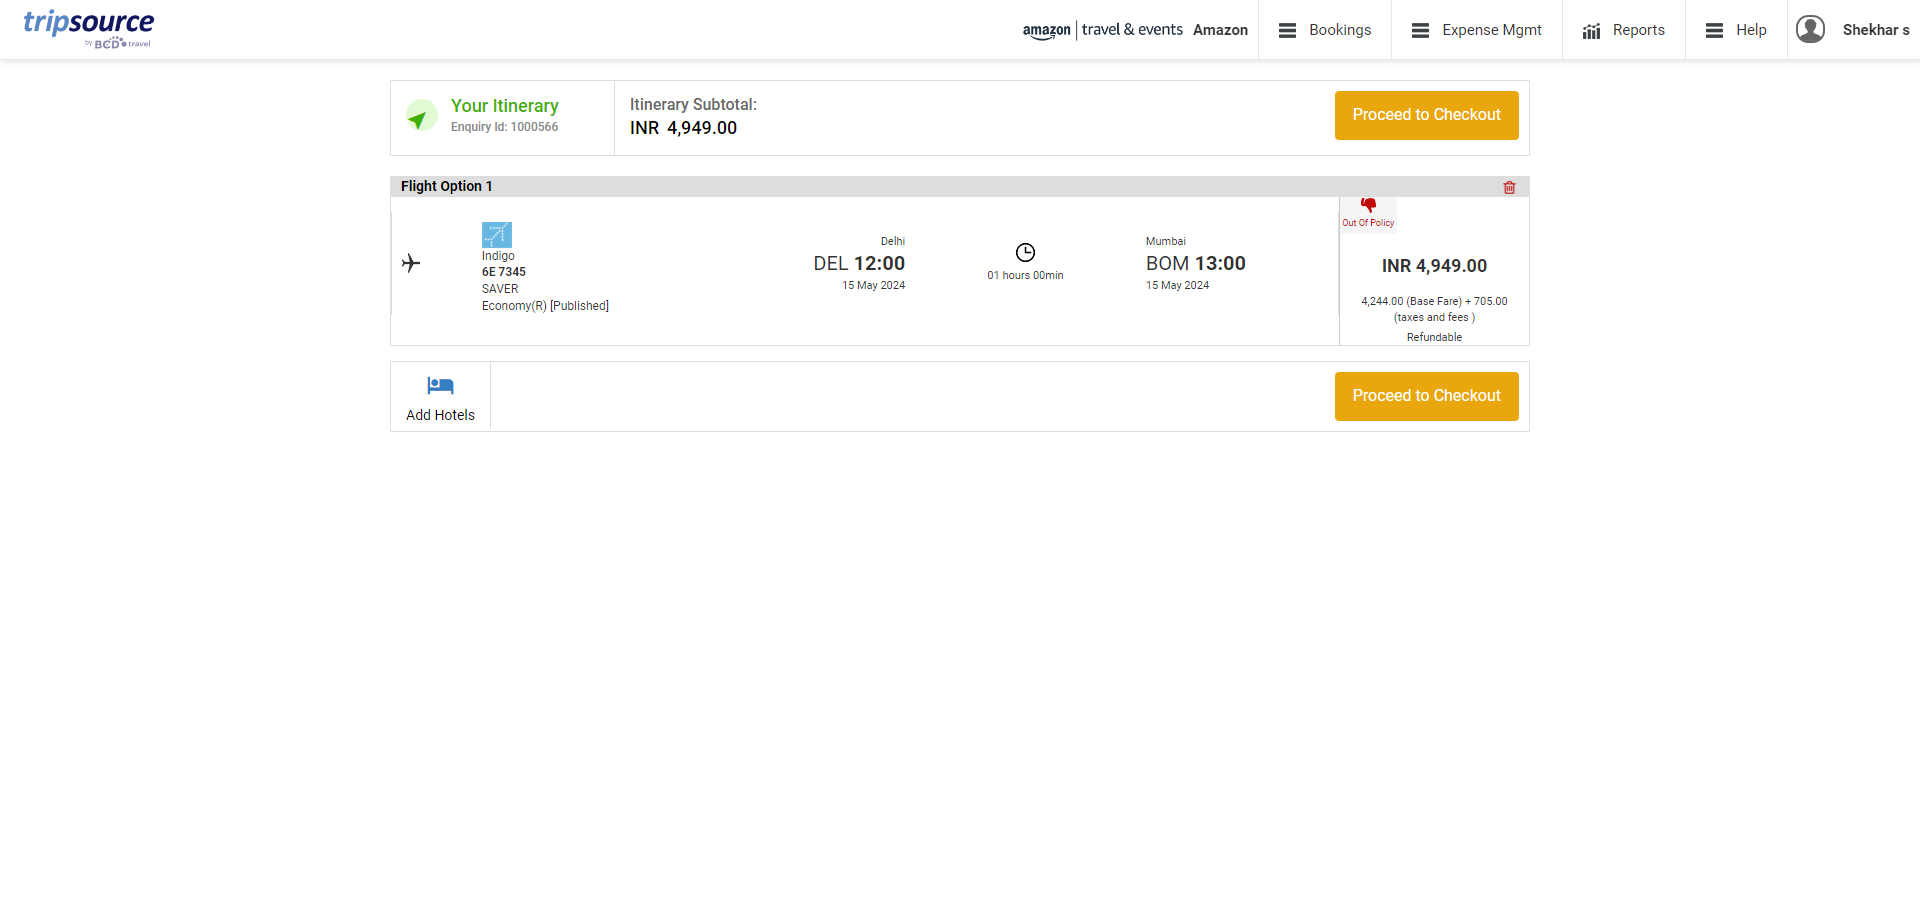 tripsource
by BCD travel
amazon | travel & events Amazon
Bookings
Expense Mgmt
Reports
Help
Shekhar s
Your Itinerary
Enquiry Id: 1000566
Itinerary Subtotal:
INR 4,949.00
Proceed to Checkout
Flight Option 1
Out Of Policy
Indigo
6E 7345
SAVER
Economy(R) [Published]
Delhi
DEL 12:00
15 May 2024
01 hours 00min
Mumbai
BOM 13:00
15 May 2024
INR 4,949.00
4,244.00 (Base Fare) + 705.00
(taxes and fees )
Refundable
Add Hotels
Proceed to Checkout